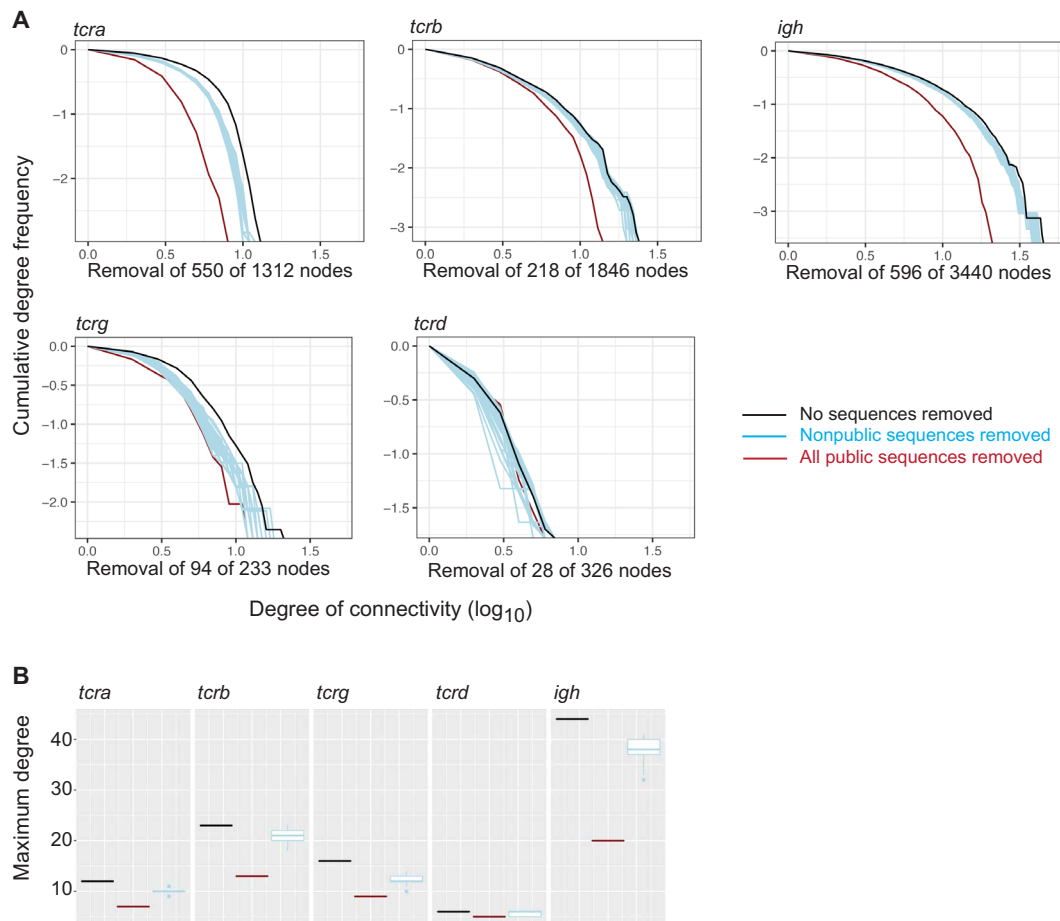 A
tcra
tcrb
igh
0
-1
-2
0.0 0.5 1.0 1.5
Removal of 550 of 1312 nodes
0
-1
-2
-3
0.0 0.5 1.0 1.5
Removal of 218 of 1846 nodes
0
-1
-2
-3
0.0 0.5 1.0 1.5
Removal of 596 of 3440 nodes
Cumulative degree frequency
tcrg
tcrd
0.0
-0.5
-1.0
-1.5
-2.0
0.0 0.5 1.0 1.5
Removal of 94 of 233 nodes
0.0
-0.5
-1.0
-1.5
0.0 0.5 1.0 1.5
Removal of 28 of 326 nodes
No sequences removed
Nonpublic sequences removed
All public sequences removed
Degree of connectivity (log10)
B
tcra tcrb tcrg tcrd igh
Maximum degree
40
30
20
10